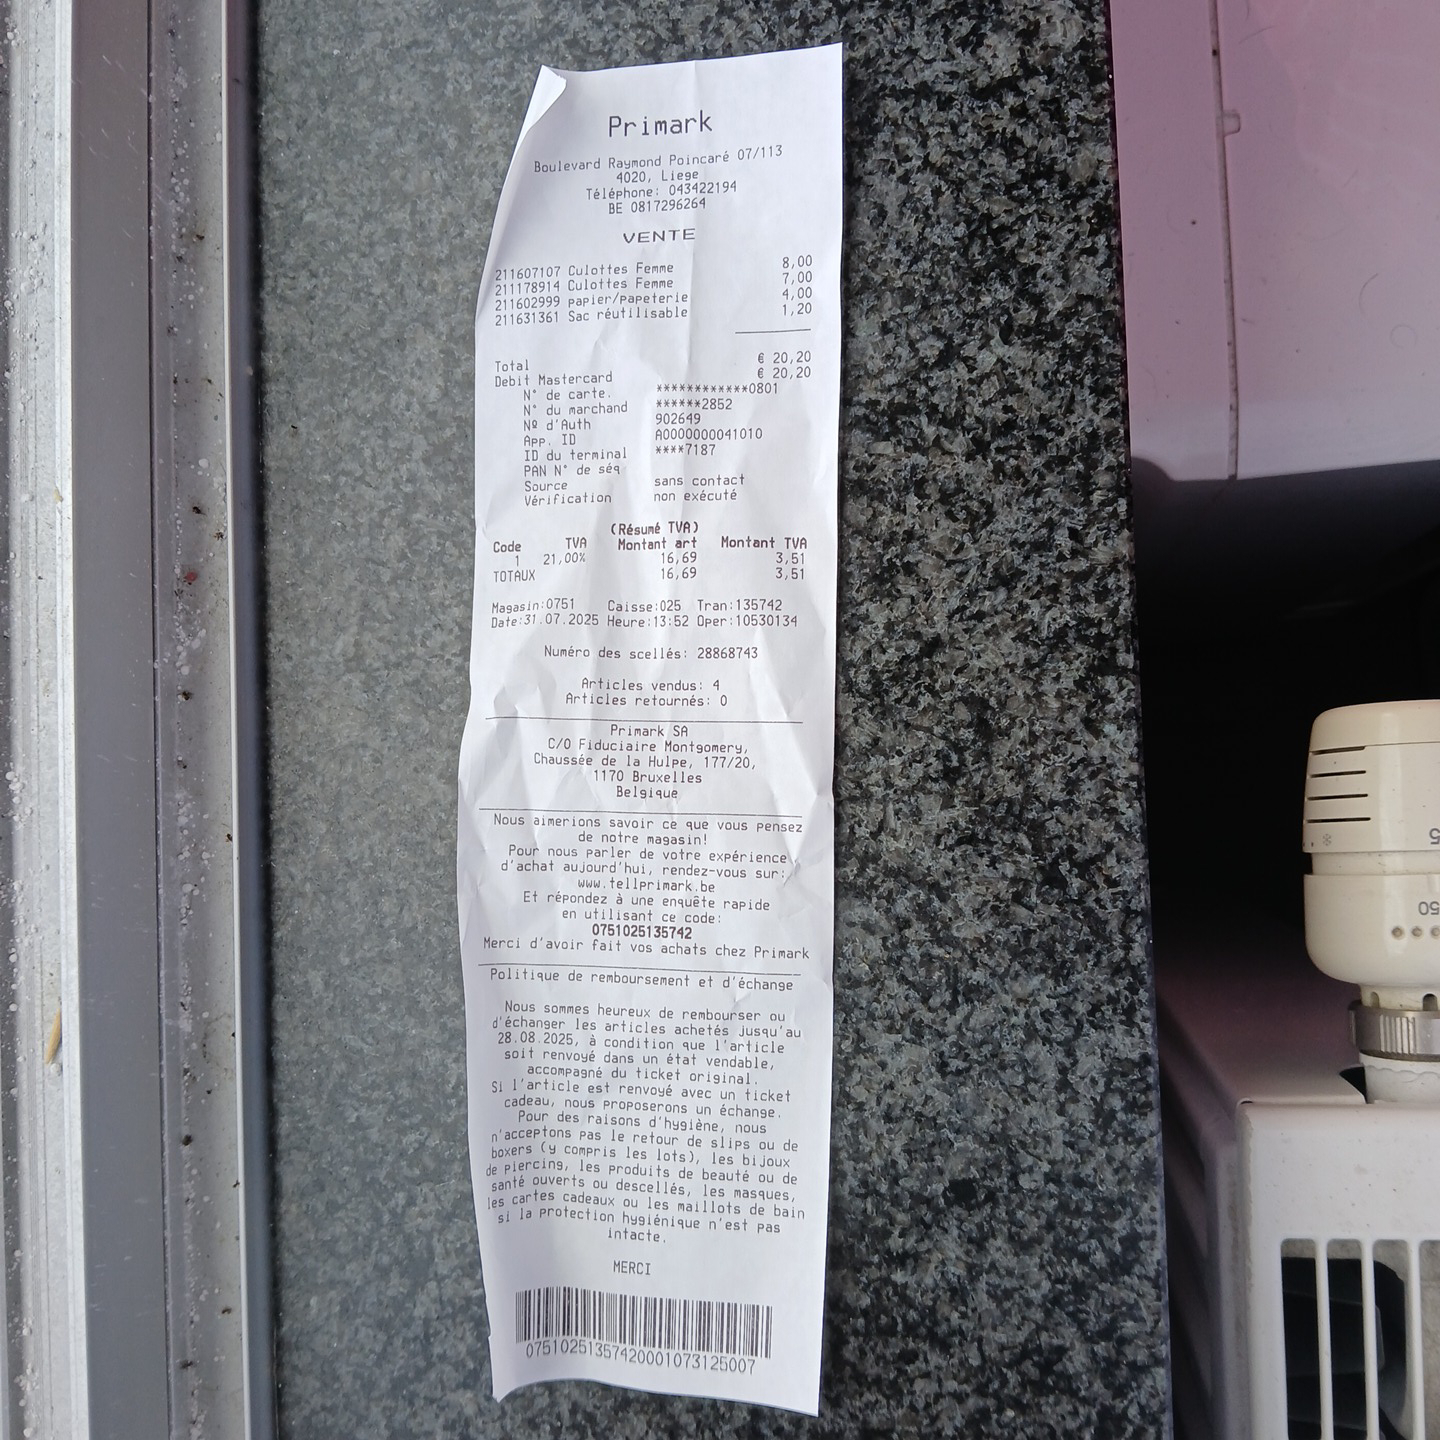 Primark
Boulevard Raymond Poincaré 07/113
4020, Liege
Téléphone: 043422194
BE 0817296264
VENTE
211607107 Culottes Femme 8,00
211178914 Culottes Femme 7,00
211602999 papier/papeterie 4,00
211631361 Sac réutilisable 1,20
Total € 20,20
Debit Mastercard € 20,20
N° de carte. ************0801
N° du marchand ******2852
Nº d'Auth 902649
App. ID A0000000041010
ID du terminal ****7187
PAN N° de séq
Source sans contact
Vérification non exécuté
(Résumé TVA)
Code TVA Montant art Montant TVA
1 21,00% 16,69 3,51
TOTAUX 16,69 3,51
Magasin:0751 Caisse:025 Tran:135742
Date:31.07.2025 Heure:13:52 Oper:10530134
Numéro des scellés: 28868743
Articles vendus: 4
Articles retournés: 0
Primark SA
C/O Fiduciaire Montgomery,
Chaussée de la Hulpe, 177/20,
1170 Bruxelles
Belgique
Nous aimerions savoir ce que vous pensez
de notre magasin!
Pour nous parler de votre expérience
d'achat aujourd'hui, rendez-vous sur:
www.tellprimark.be
Et répondez à une enquête rapide
en utilisant ce code:
0751025135742
Merci d'avoir fait vos achats chez Primark
Politique de remboursement et d'échange
Nous sommes heureux de rembourser ou
d'échanger les articles achetés jusqu'au
28.08.2025, à condition que l'article
soit renvoyé dans un état vendable,
accompagné du ticket original.
Si l'article est renvoyé avec un ticket
cadeau, nous proposerons un échange.
Pour des raisons d'hygiène, nous
n'acceptons pas le retour de slips ou de
boxers (y compris les lots), les bijoux
de piercing, les produits de beauté ou de
santé ouverts ou descellés, les masques,
les cartes cadeaux ou les maillots de bain
si la protection hygiénique n'est pas
intacte.
MERCI
07510251357420001073125007
5
50